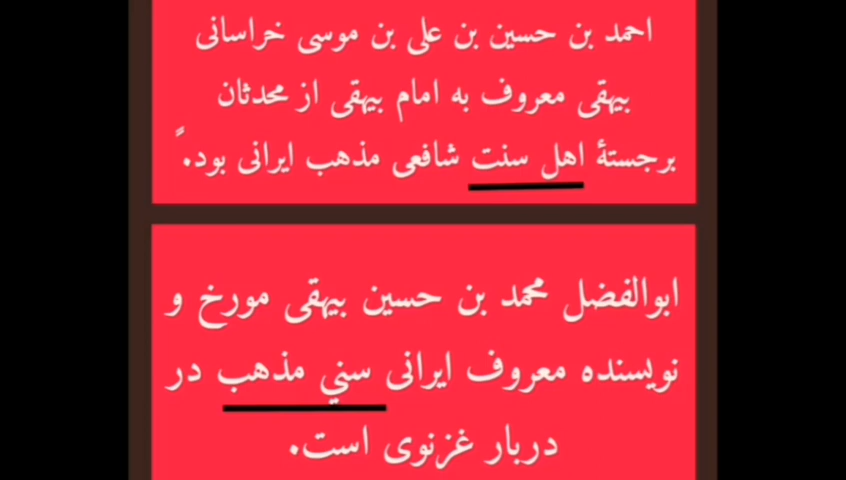 احمد بن حسین بن علی بن موسی خراسانی
بیهقی معروف به امام بیهقی از محدثان
برجستهٔ اهل سنت شافعی مذهب ایرانی بود.ً
ابوالفضل محمد بن حسین بیهقی مورخ و
نویسنده معروف ایرانی سني مذهب در
دربار غزنوی است.